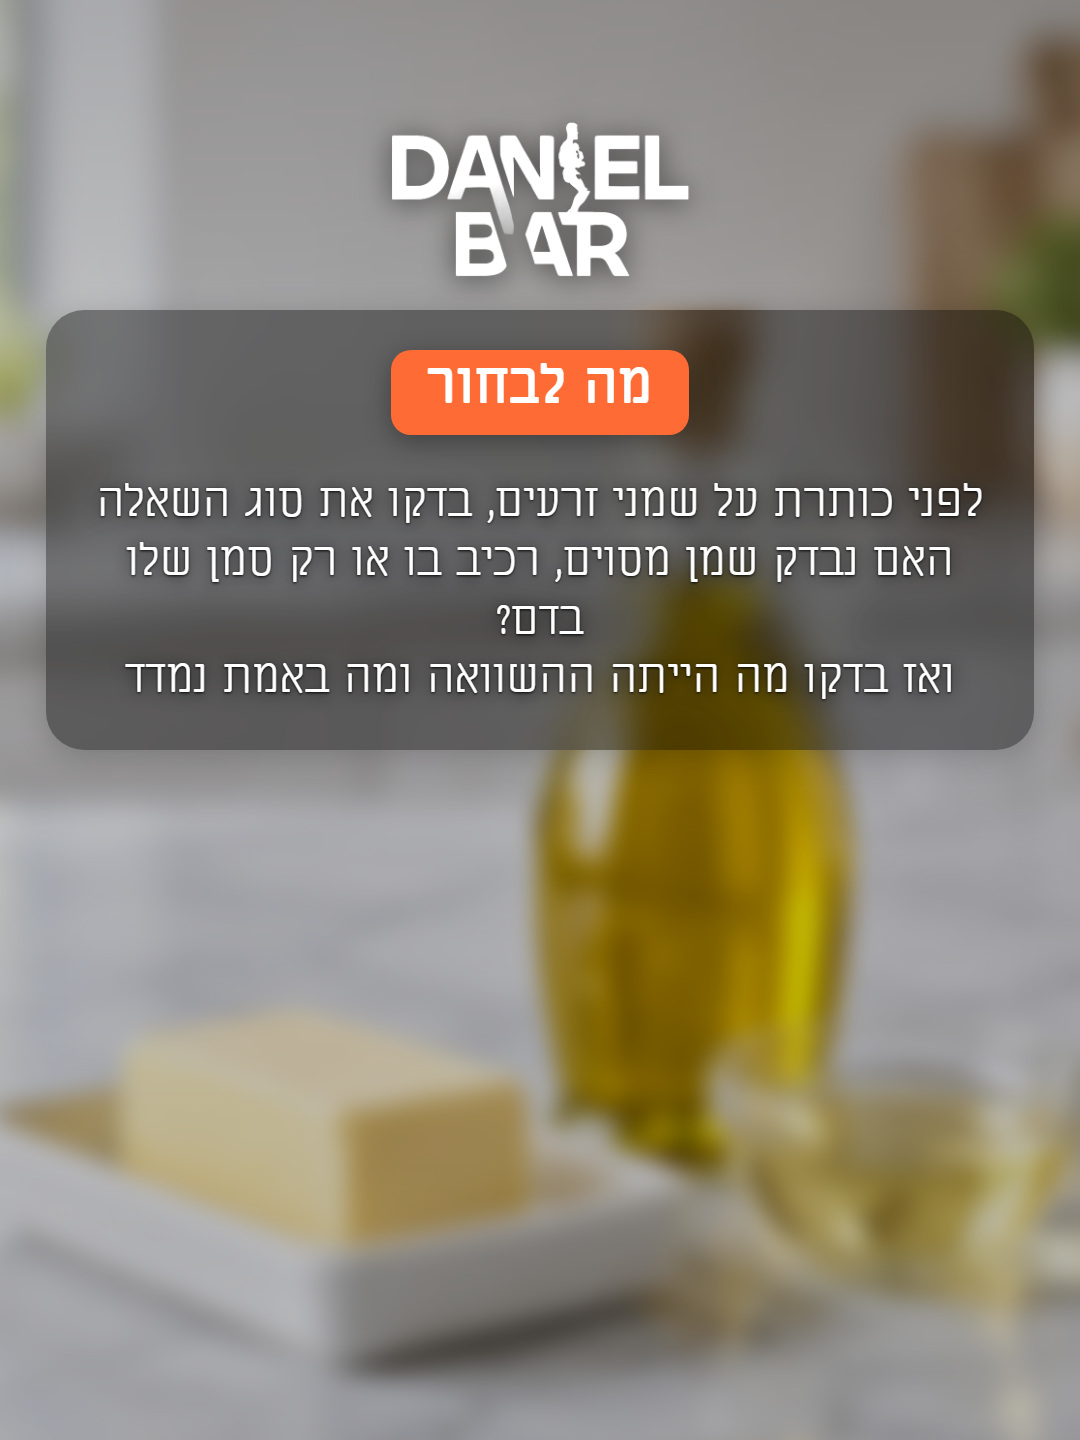 DANIEL
BAR
מה לבחור
לפני כותרת על שמני זרעים, בדקו את סוג השאלה
האם נבדק שמן מסוים, רכיב בו או רק סמן שלו
בדם?
ואז בדקו מה הייתה ההשוואה ומה באמת נמדד